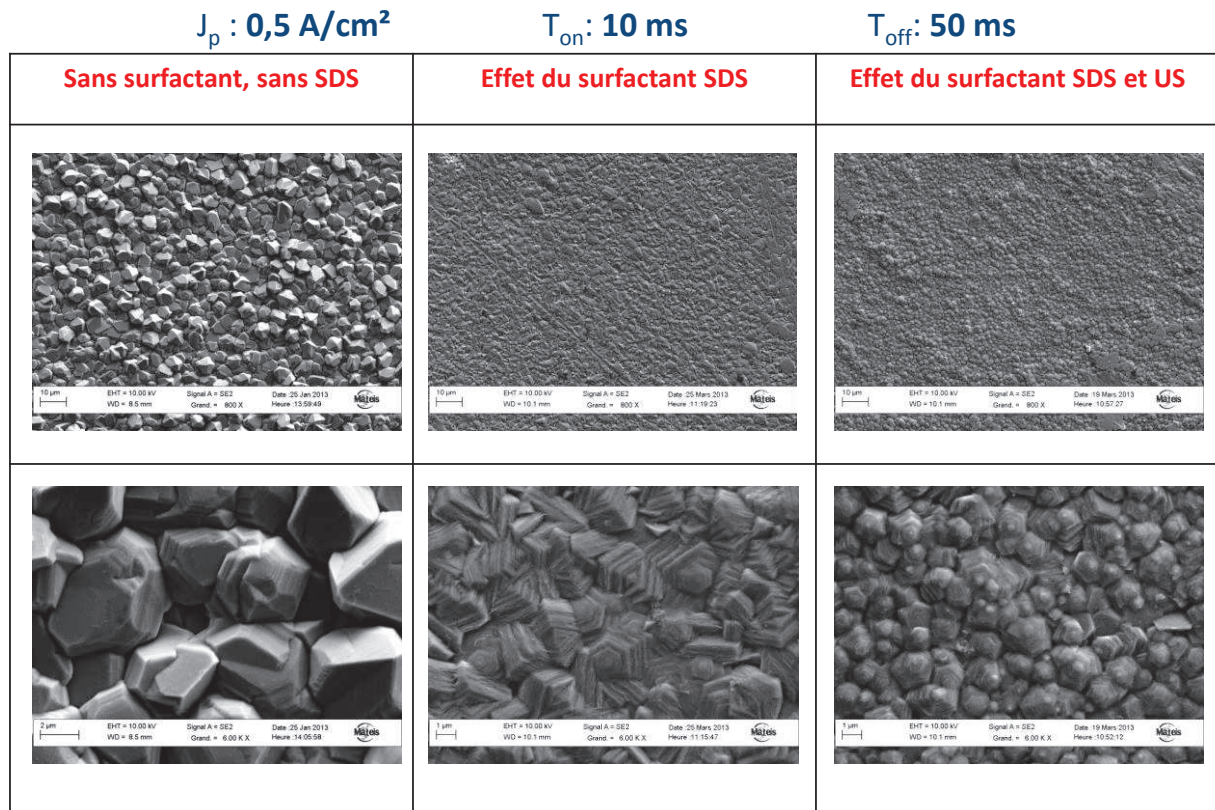 Jp : 0,5 A/cm² Ton: 10 ms Toff: 50 ms
Sans surfactant, sans SDS Effet du surfactant SDS Effet du surfactant SDS et US
10 µm EHT = 10.00 kV Signal A = SE2 Date :25 Jan 2013
WD = 8.5 mm Grand. = 800 X Heure :13:59:49 Mateis
10 µm EHT = 10.00 kV Signal A = SE2 Date :25 Mars 2013
WD = 10.1 mm Grand. = 800 X Heure :11:19:23 Mateis
10 µm EHT = 10.00 kV Signal A = SE2 Date :19 Mars 2013
WD = 10.1 mm Grand. = 800 X Heure :10:57:27 Mateis
2 µm EHT = 10.00 kV Signal A = SE2 Date :25 Jan 2013
WD = 8.5 mm Grand. = 6.00 K X Heure :14:05:58 Mateis
1 µm EHT = 10.00 kV Signal A = SE2 Date :25 Mars 2013
WD = 10.1 mm Grand. = 6.00 K X Heure :11:15:47 Mateis
1 µm EHT = 10.00 kV Signal A = SE2 Date :19 Mars 2013
WD = 10.1 mm Grand. = 6.00 K X Heure :10:52:12 Mateis